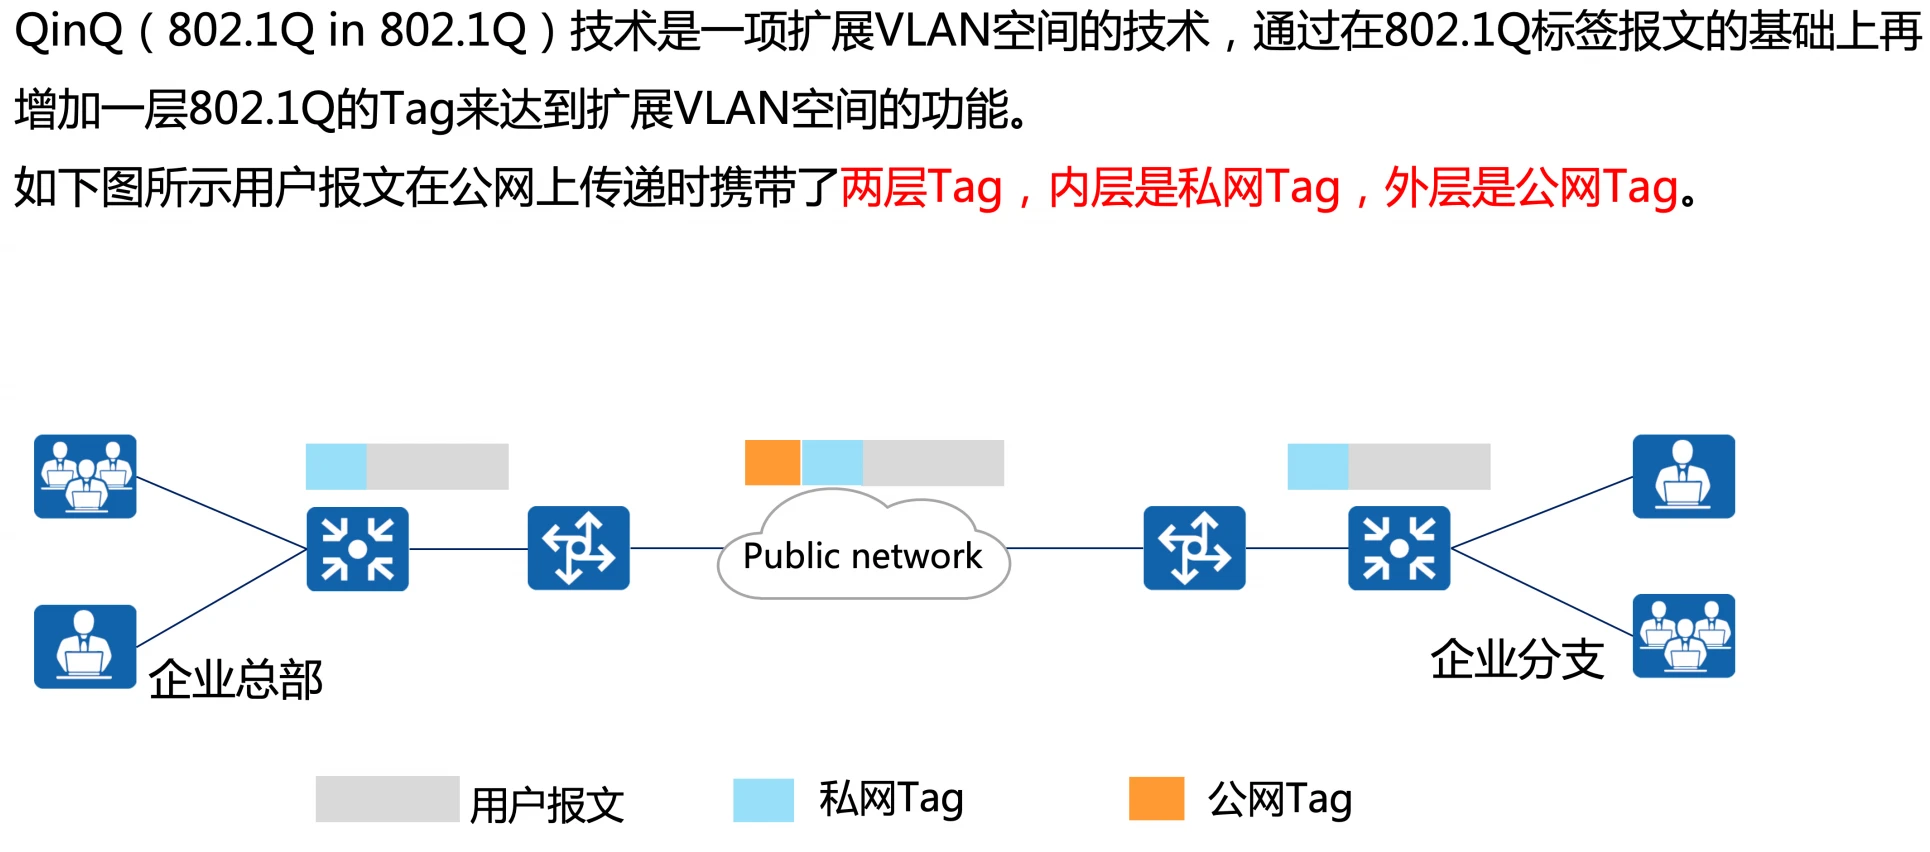 QinQ（802.1Q in 802.1Q）技术是一项扩展VLAN空间的技术，通过在802.1Q标签报文的基础上再
增加一层802.1Q的Tag来达到扩展VLAN空间的功能。
如下图所示用户报文在公网上传递时携带了两层Tag，内层是私网Tag，外层是公网Tag。
Public network
企业总部
企业分支
用户报文
私网Tag
公网Tag